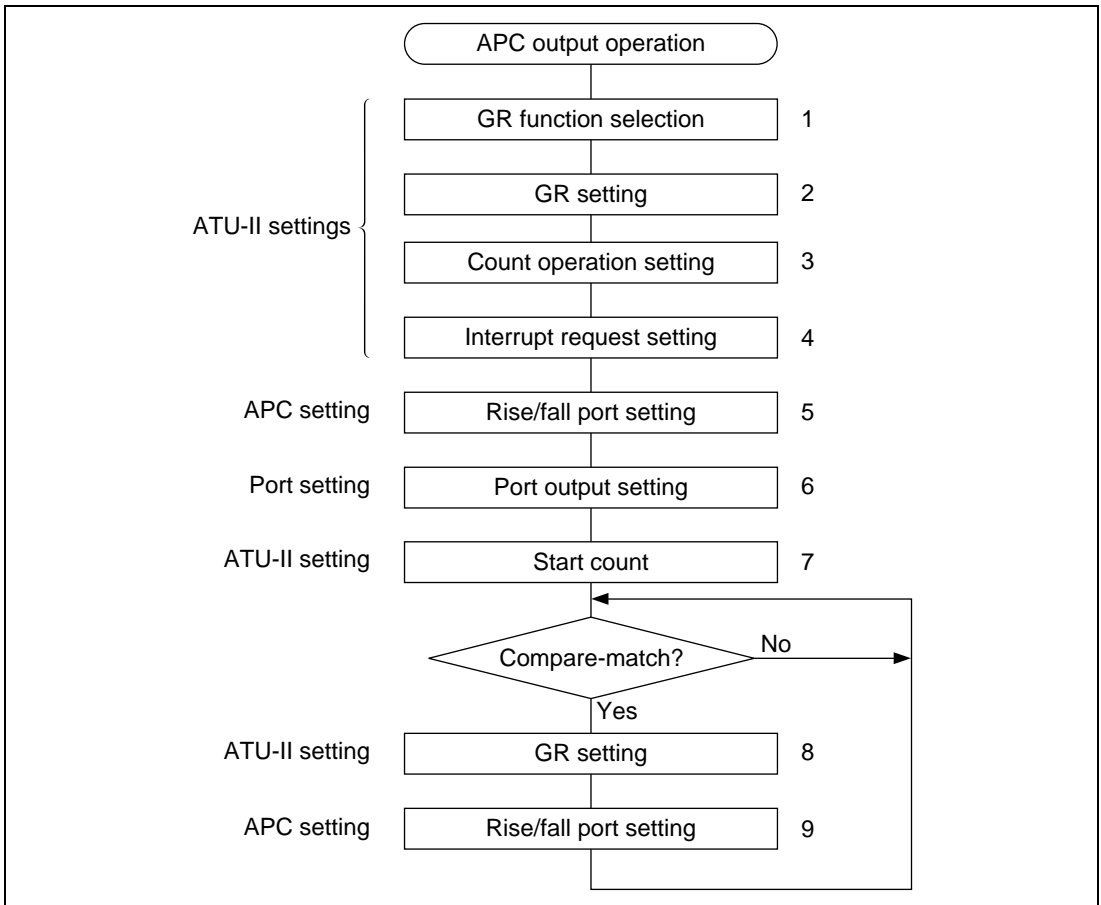 APC output operation
GR function selection 1
GR setting 2
ATU-II settings
Count operation setting 3
Interrupt request setting 4
APC setting Rise/fall port setting 5
Port setting Port output setting 6
ATU-II setting Start count 7
Compare-match? No
Yes
ATU-II setting GR setting 8
APC setting Rise/fall port setting 9